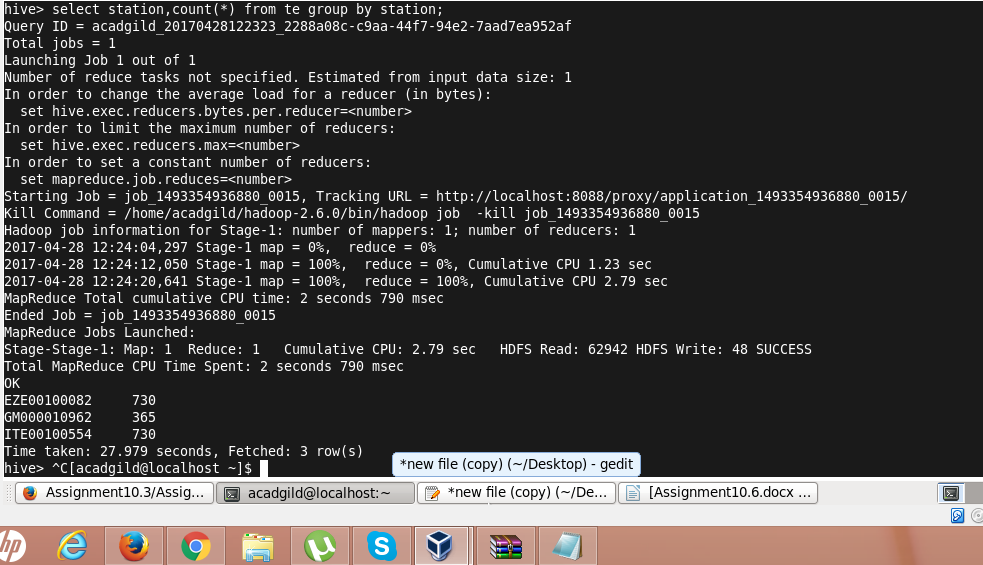 hive> select station,count(*) from te group by station;
Query ID = acadgild_20170428122323_2288a08c-c9aa-44f7-94e2-7aad7ea952af
Total jobs = 1
Launching Job 1 out of 1
Number of reduce tasks not specified. Estimated from input data size: 1
In order to change the average load for a reducer (in bytes):
  set hive.exec.reducers.bytes.per.reducer=<number>
In order to limit the maximum number of reducers:
  set hive.exec.reducers.max=<number>
In order to set a constant number of reducers:
  set mapreduce.job.reduces=<number>
Starting Job = job_1493354936880_0015, Tracking URL = http://localhost:8088/proxy/application_1493354936880_0015/
Kill Command = /home/acadgild/hadoop-2.6.0/bin/hadoop job  -kill job_1493354936880_0015
Hadoop job information for Stage-1: number of mappers: 1; number of reducers: 1
2017-04-28 12:24:04,297 Stage-1 map = 0%,  reduce = 0%
2017-04-28 12:24:12,050 Stage-1 map = 100%,  reduce = 0%, Cumulative CPU 1.23 sec
2017-04-28 12:24:20,641 Stage-1 map = 100%,  reduce = 100%, Cumulative CPU 2.79 sec
MapReduce Total cumulative CPU time: 2 seconds 790 msec
Ended Job = job_1493354936880_0015
MapReduce Jobs Launched:
Stage-Stage-1: Map: 1  Reduce: 1   Cumulative CPU: 2.79 sec   HDFS Read: 62942 HDFS Write: 48 SUCCESS
Total MapReduce CPU Time Spent: 2 seconds 790 msec
OK
EZE00100082     730
GM000010962     365
ITE00100554     730
Time taken: 27.979 seconds, Fetched: 3 row(s)
hive> ^C[acadgild@localhost ~]$
*new file (copy) (~/Desktop) - gedit
Assignment10.3/Assig... acadgild@localhost:~ *new file (copy) (~/De... [Assignment10.6.docx ...
hp